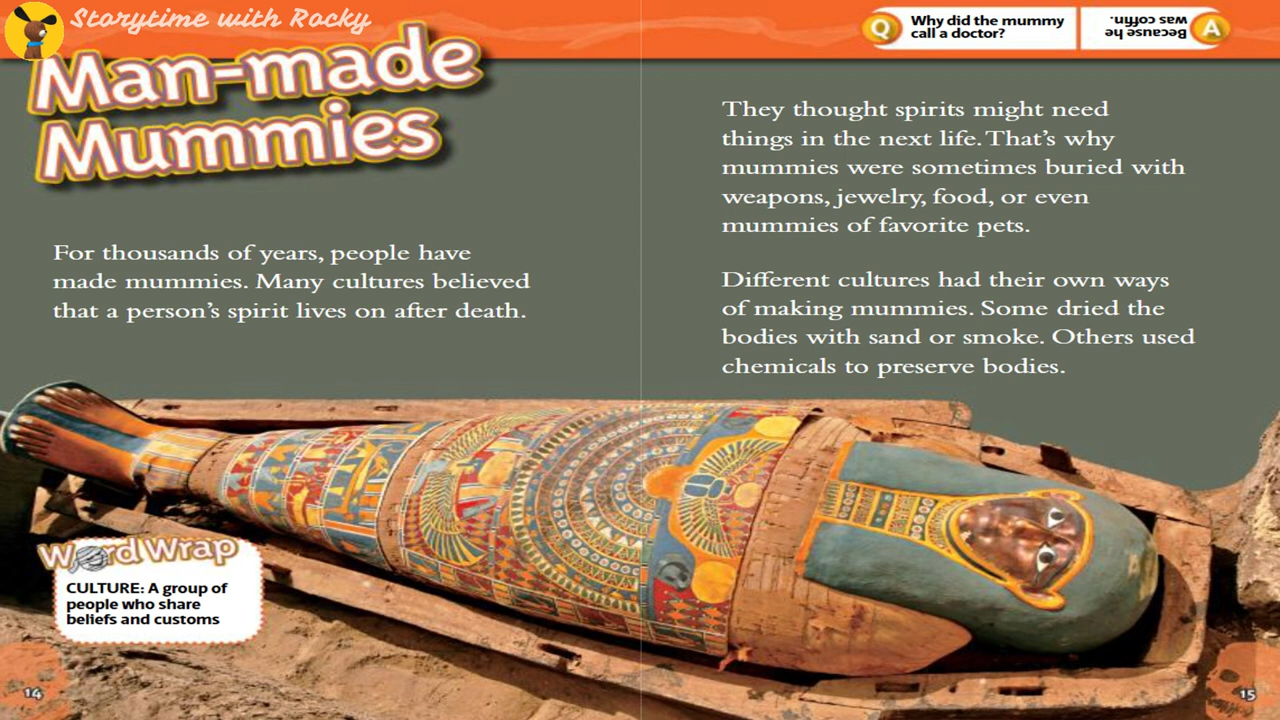 Storytime with Rocky
Man-made
Mummies
For thousands of years, people have
made mummies. Many cultures believed
that a person's spirit lives on after death.
Word Wrap
CULTURE: A group of
people who share
beliefs and customs
14
Q
Why did the mummy
call a doctor?
A
Because he
was coffin.
They thought spirits might need
things in the next life. That's why
mummies were sometimes buried with
weapons, jewelry, food, or even
mummies of favorite pets.
Different cultures had their own ways
of making mummies. Some dried the
bodies with sand or smoke. Others used
chemicals to preserve bodies.
15